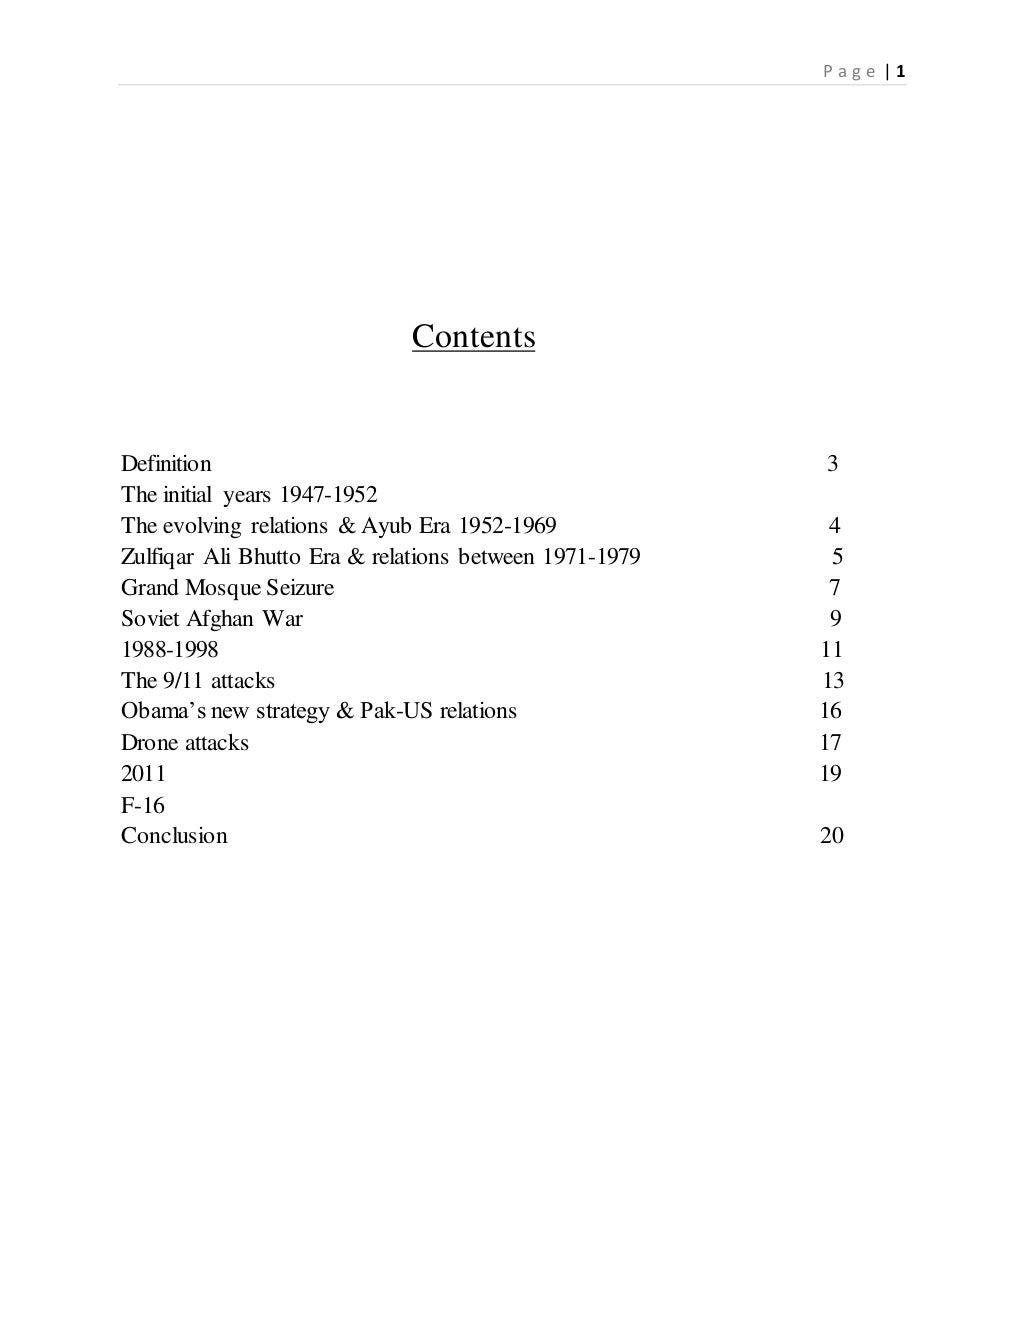 Page | 1
Contents
Definition 3
The initial years 1947-1952
The evolving relations & Ayub Era 1952-1969 4
Zulfiqar Ali Bhutto Era & relations between 1971-1979 5
Grand Mosque Seizure 7
Soviet Afghan War 9
1988-1998 11
The 9/11 attacks 13
Obama’s new strategy & Pak-US relations 16
Drone attacks 17
2011 19
F-16
Conclusion 20